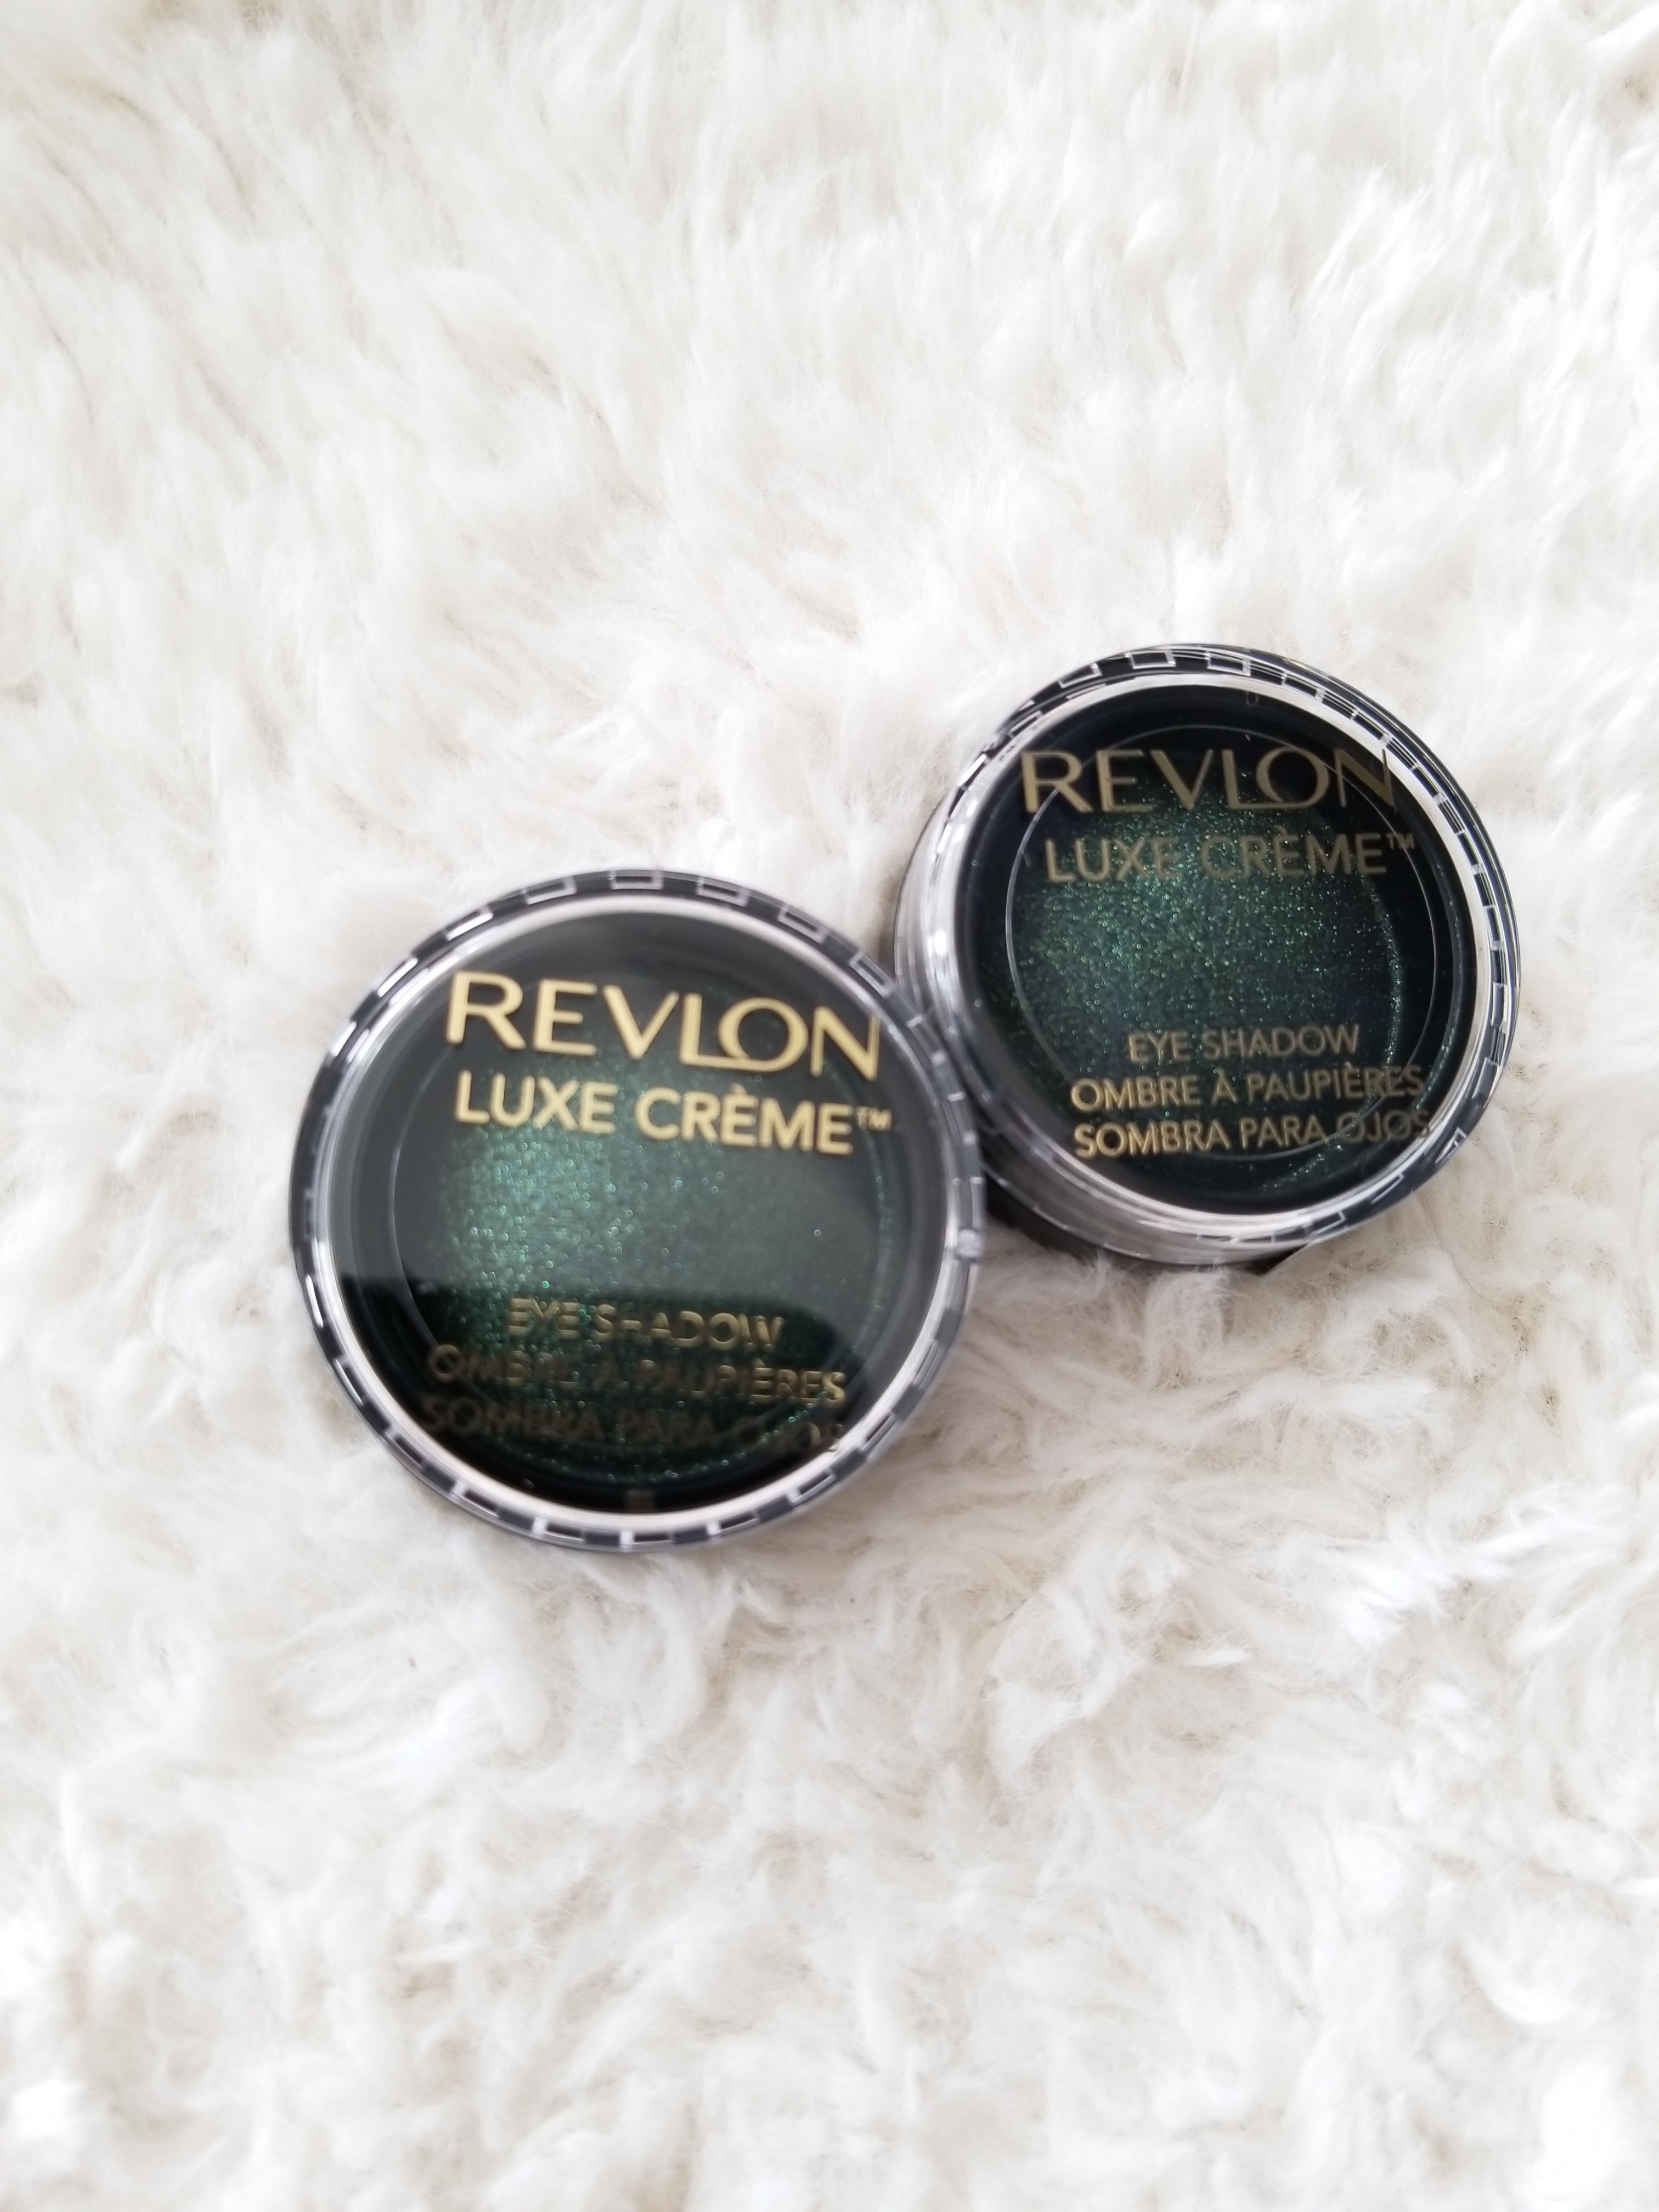 REVLON
LUXE CRÈME™
EYE SHADOW
OMBRE À PAUPIÈRES
SOMBRA PARA OJOS
REVLON
LUXE CRÈME™
EYE SHADOW
OMBRE À PAUPIÈRES
SOMBRA PARA OJOS